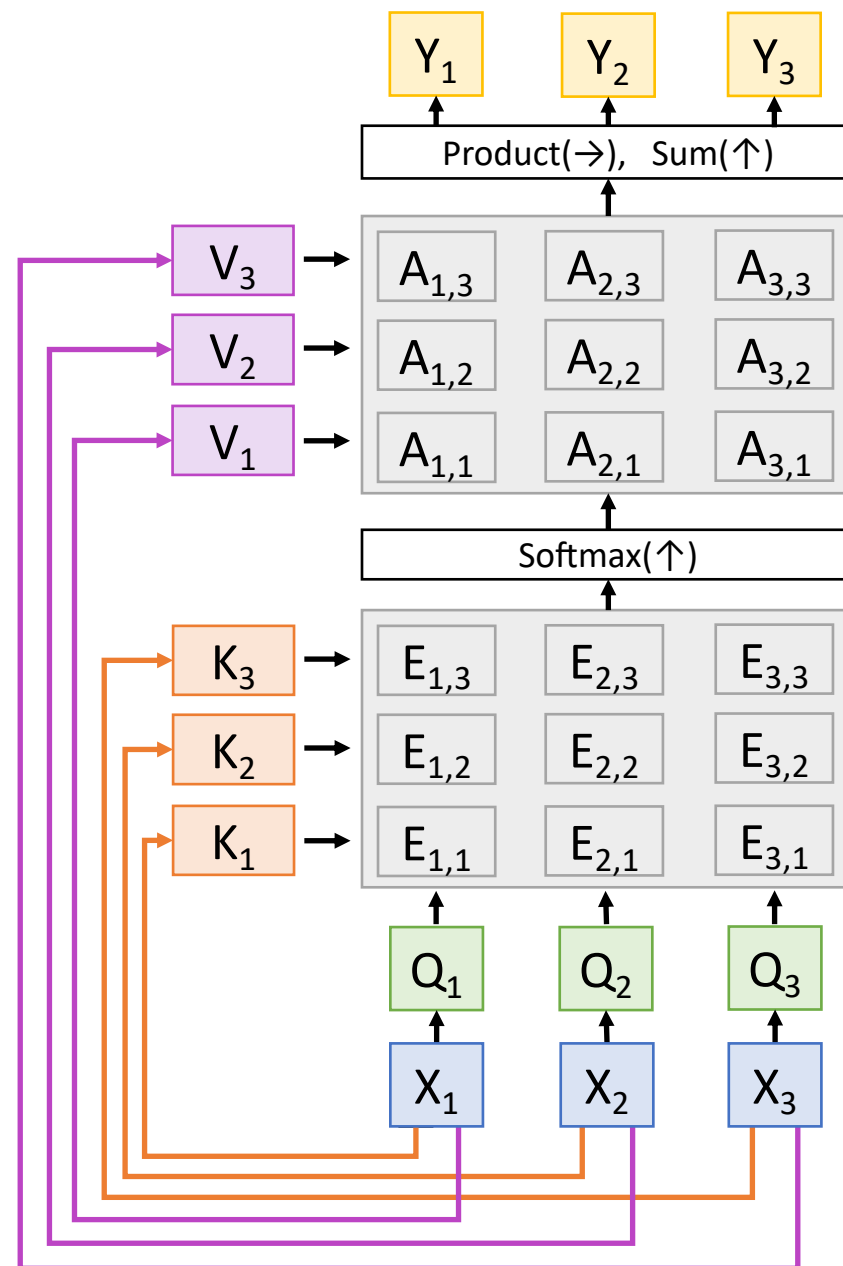 Y₁ Y₂ Y₃
Product(→), Sum(↑)
V₃ A₁,₃ A₂,₃ A₃,₃
V₂ A₁,₂ A₂,₂ A₃,₂
V₁ A₁,₁ A₂,₁ A₃,₁
Softmax(↑)
K₃ E₁,₃ E₂,₃ E₃,₃
K₂ E₁,₂ E₂,₂ E₃,₂
K₁ E₁,₁ E₂,₁ E₃,₁
Q₁ Q₂ Q₃
X₁ X₂ X₃